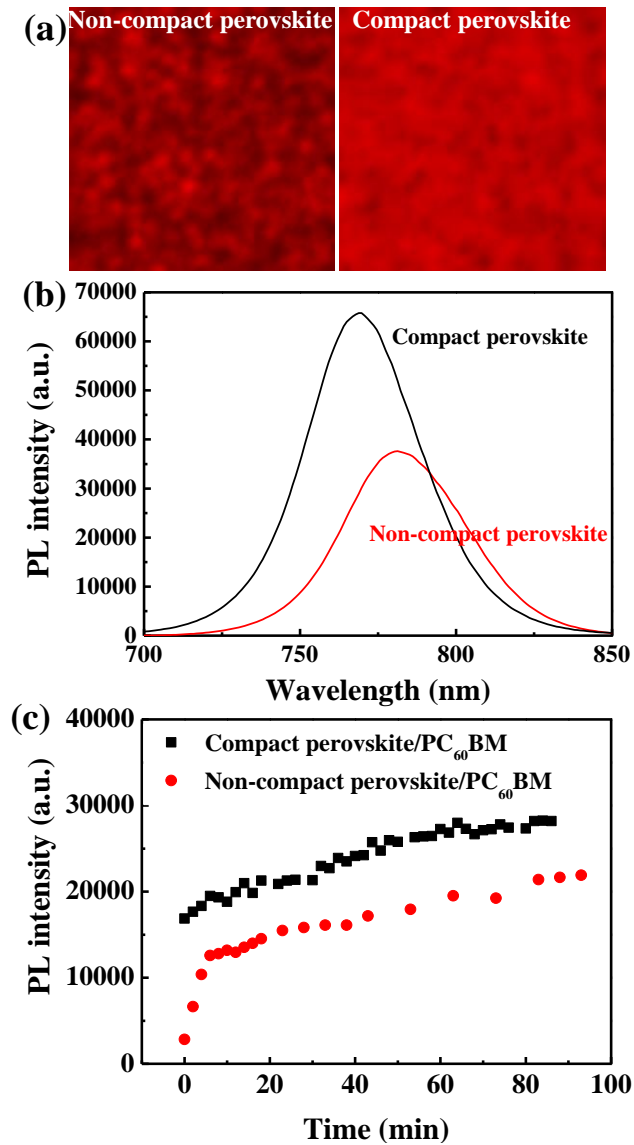 (a)
Non-compact perovskite
Compact perovskite
(b)
70000
60000
50000
40000
30000
20000
10000
0
PL intensity (a.u.)
Compact perovskite
Non-compact perovskite
700
750
800
850
Wavelength (nm)
(c)
40000
30000
20000
10000
0
PL intensity (a.u.)
Compact perovskite/PC₆₀BM
Non-compact perovskite/PC₆₀BM
0
20
40
60
80
100
Time (min)